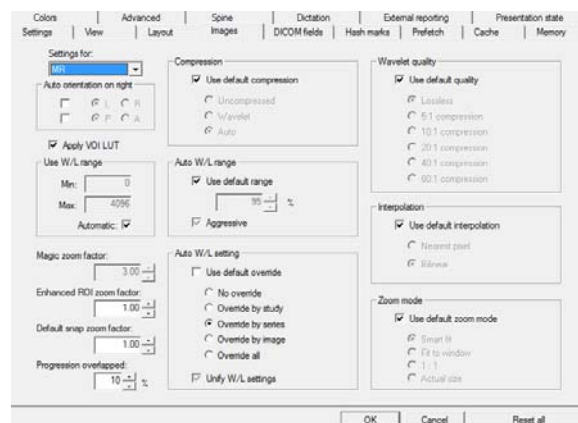 Colors Advanced Spine Dictation External reporting Presentation state
Settings View Layout Images DICOM fields Hash marks Prefetch Cache Memory
Settings for:
MR
Auto orientation on right
L R
P A
Apply VOI LUT
Use W/L range
Min: 0
Max: 4096
Automatic:
Magic zoom factor:
3.00
Enhanced ROI zoom factor:
1.00
Default snap zoom factor:
1.00
Progression overlapped:
10 %
Compression
Use default compression
Uncompressed
Wavelet
Auto
Auto W/L range
Use default range
95 %
Aggressive
Auto W/L setting
Use default override
No override
Override by study
Override by series
Override by image
Override all
Unify W/L settings
Wavelet quality
Use default quality
Lossless
5:1 compression
10:1 compression
20:1 compression
40:1 compression
60:1 compression
Interpolation
Use default interpolation
Nearest pixel
Bilinear
Zoom mode
Use default zoom mode
Smart fit
Fit to window
1 : 1
Actual size
OK Cancel Reset all